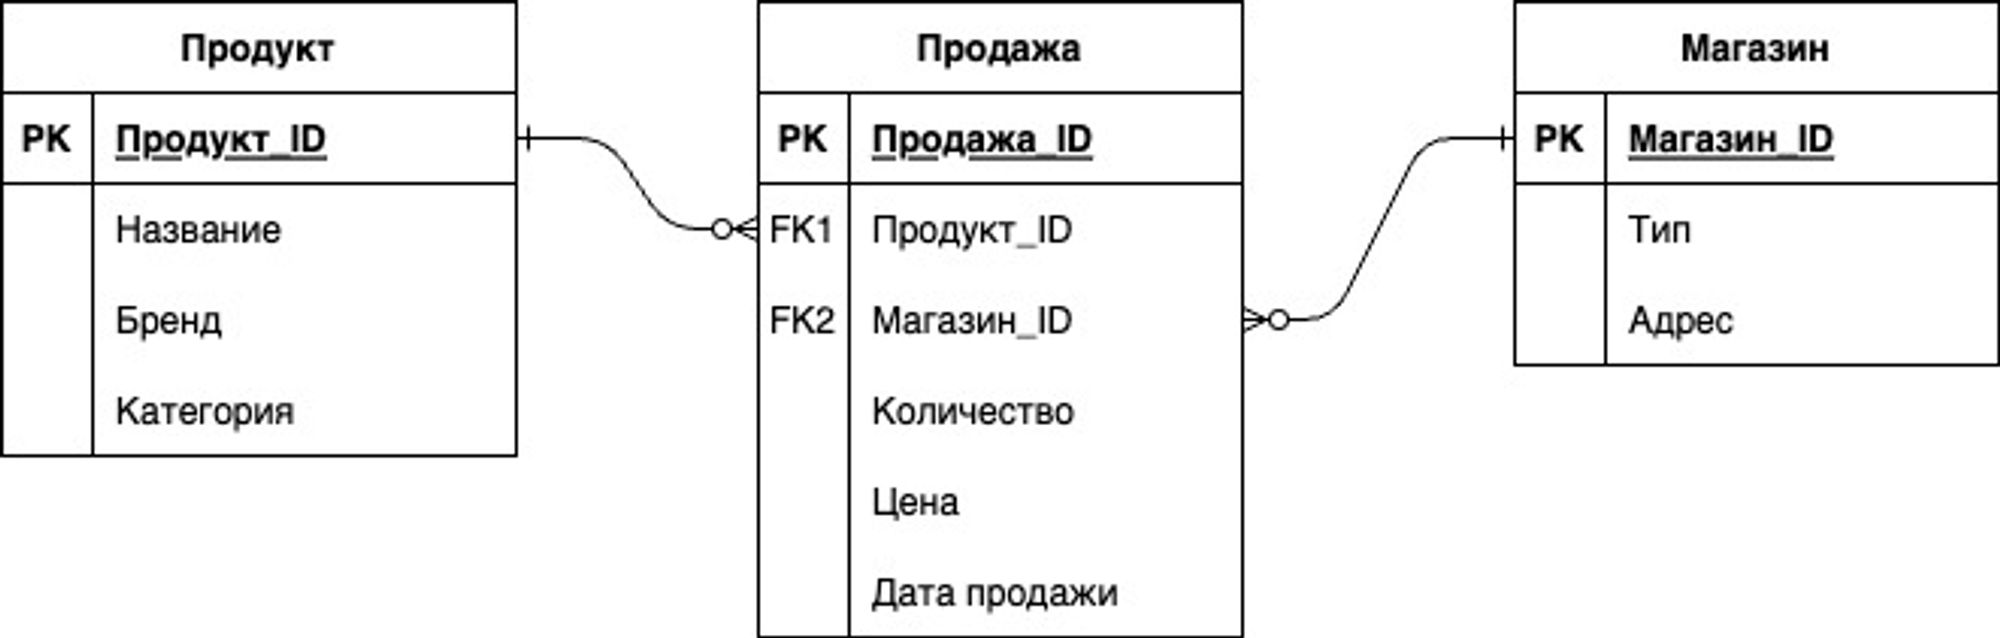 Продукт
PK Продукт_ID
Название
Бренд
Категория
Продажа
PK Продажа_ID
FK1 Продукт_ID
FK2 Магазин_ID
Количество
Цена
Дата продажи
Магазин
PK Магазин_ID
Тип
Адрес